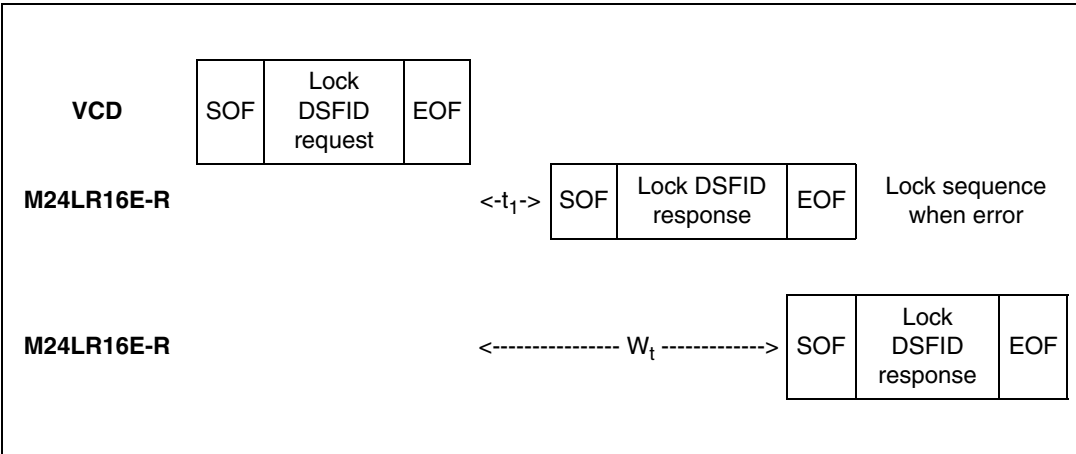 VCD SOF Lock DSFID request EOF
M24LR16E-R <-t1-> SOF Lock DSFID response EOF Lock sequence when error
M24LR16E-R <---------------- Wt -------------> SOF Lock DSFID response EOF